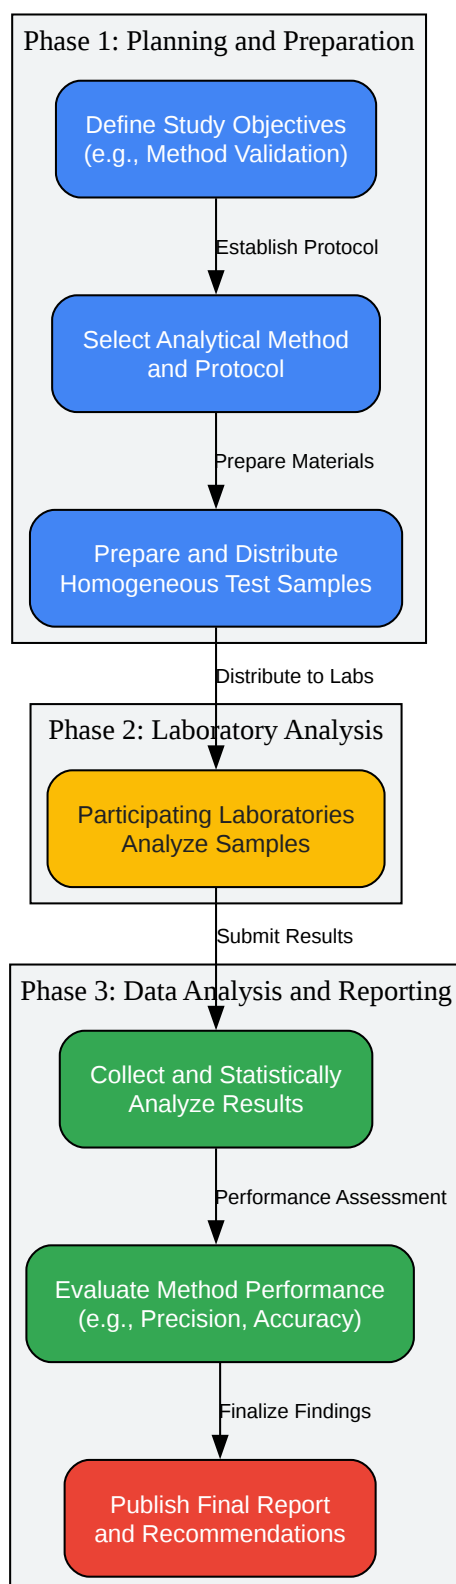 Phase 1: Planning and Preparation
Define Study Objectives
(e.g., Method Validation)
Establish Protocol
Select Analytical Method
and Protocol
Prepare Materials
Prepare and Distribute
Homogeneous Test Samples
Distribute to Labs
Phase 2: Laboratory Analysis
Participating Laboratories
Analyze Samples
Submit Results
Phase 3: Data Analysis and Reporting
Collect and Statistically
Analyze Results
Performance Assessment
Evaluate Method Performance
(e.g., Precision, Accuracy)
Finalize Findings
Publish Final Report
and Recommendations